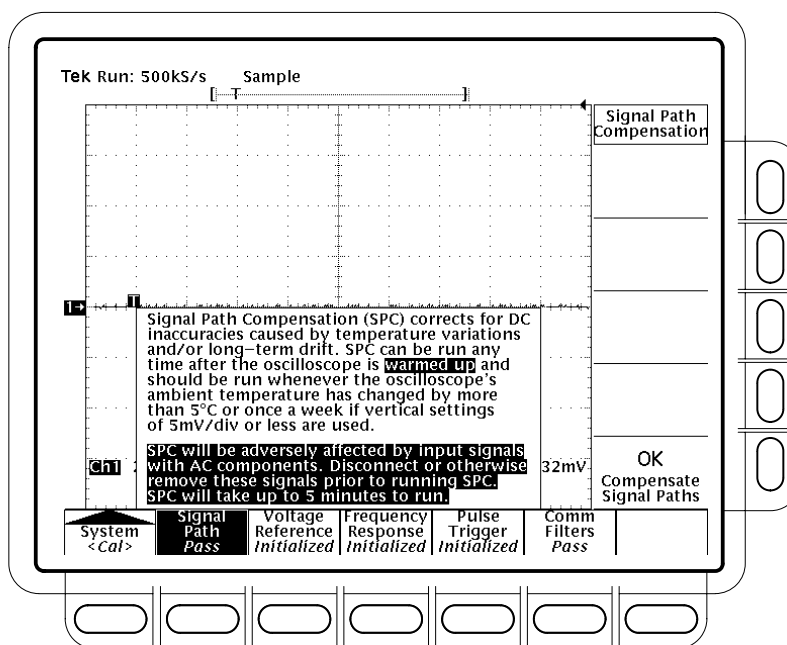 Tek Run: 500kS/s Sample
[ T ]
Signal Path
Compensation
T
1→
Signal Path Compensation (SPC) corrects for DC
inaccuracies caused by temperature variations
and/or long-term drift. SPC can be run any
time after the oscilloscope is warmed up and
should be run whenever the oscilloscope's
ambient temperature has changed by more
than 5°C or once a week if vertical settings
of 5mV/div or less are used.
SPC will be adversely affected by input signals
with AC components. Disconnect or otherwise
remove these signals prior to running SPC.
SPC will take up to 5 minutes to run.
Ch1
32mV
OK
Compensate
Signal Paths
System
<Cal>
Signal
Path
Pass
Voltage
Reference
Initialized
Frequency
Response
Initialized
Pulse
Trigger
Initialized
Comm
Filters
Pass